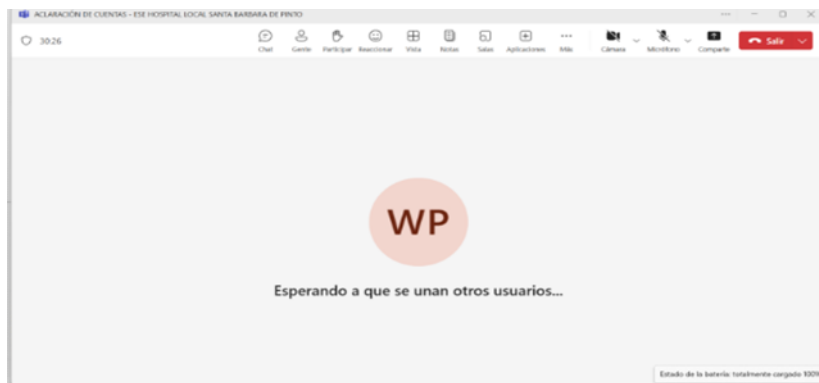 ACLARACIÓN DE CUENTAS - ESE HOSPITAL LOCAL SANTA BARBARA DE PINTO
30:26
Chat Gente Participar Reaccionar Vista Notas Salas Aplicaciones Más Cámara Micrófono Compartir Salir
WP
Esperando a que se unan otros usuarios...
Estado de la batería: totalmente cargado 100%